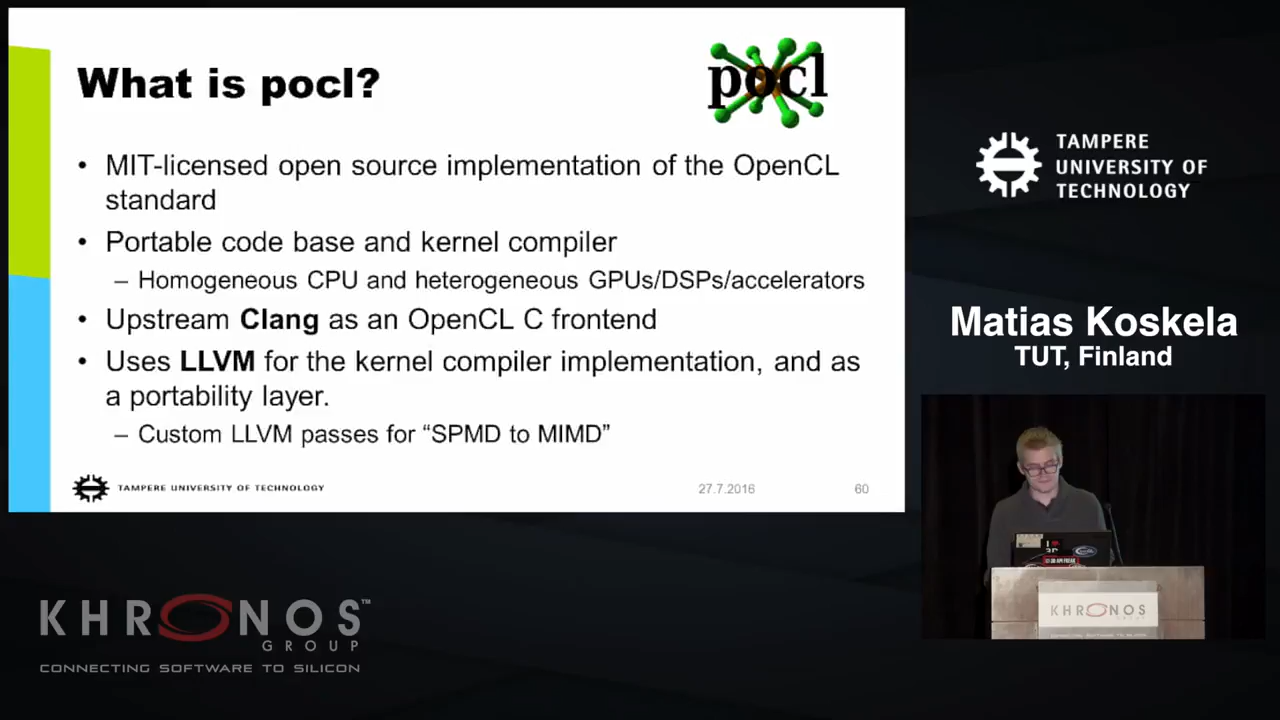 What is pocl?
pocl
• MIT-licensed open source implementation of the OpenCL
standard
• Portable code base and kernel compiler
– Homogeneous CPU and heterogeneous GPUs/DSPs/accelerators
• Upstream Clang as an OpenCL C frontend
• Uses LLVM for the kernel compiler implementation, and as
a portability layer.
– Custom LLVM passes for “SPMD to MIMD”
TAMPERE UNIVERSITY OF TECHNOLOGY
27.7.2016
60
TAMPERE
UNIVERSITY OF
TECHNOLOGY
Matias Koskela
TUT, Finland
KHRONOS
GROUP
KHRONOS™
GROUP
CONNECTING SOFTWARE TO SILICON